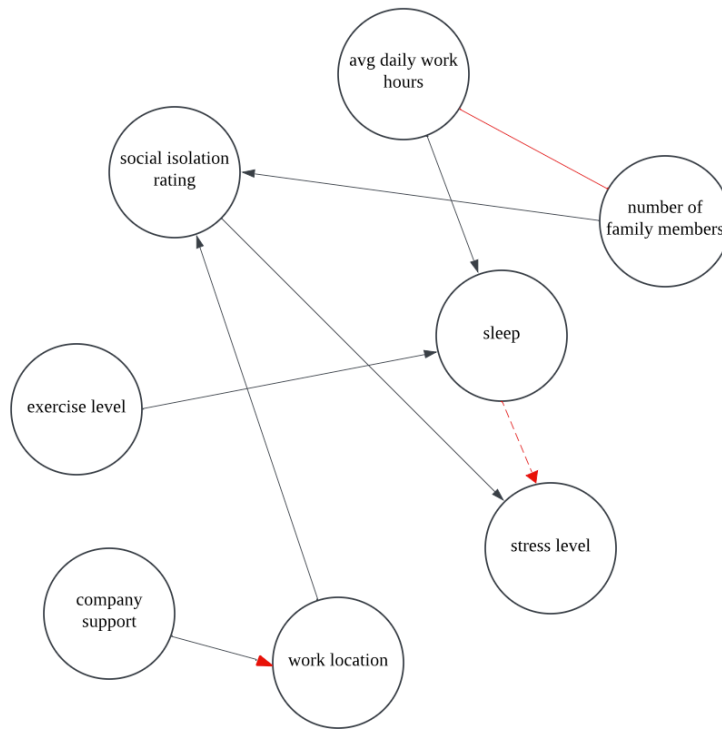 avg daily work
hours
social isolation
rating
number of
family members
sleep
exercise level
stress level
company
support
work location